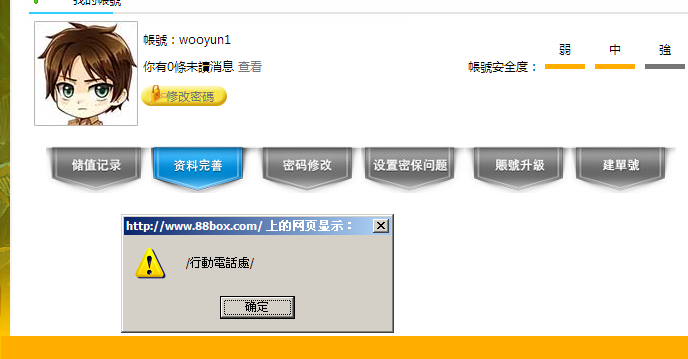 我的帳號
帳號：wooyun1
你有0條未讀消息 查看
修改密碼
帳號安全度：
弱 中 強
储值记录 资料完善 密码修改 设置密保问题 賬號升級 建單號
http://www.88box.com/ 上的网页显示：
/行動電話處/
确定